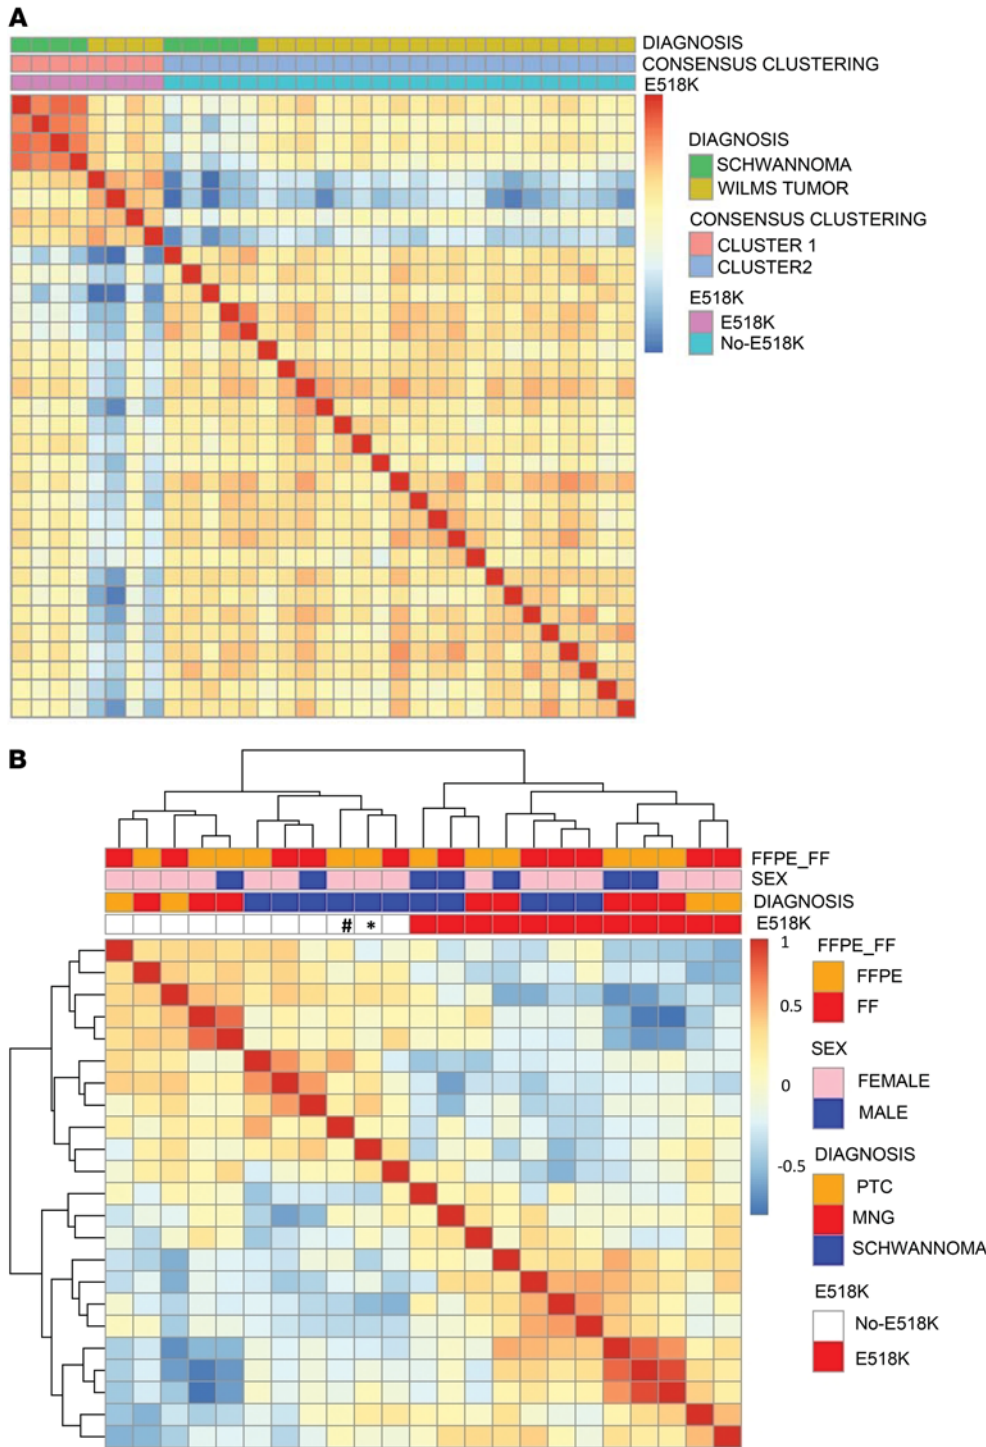 A
DIAGNOSIS
CONSENSUS CLUSTERING
E518K
DIAGNOSIS
SCHWANNOMA
WILMS TUMOR
CONSENSUS CLUSTERING
CLUSTER 1
CLUSTER2
E518K
E518K
No-E518K
B
FFPE_FF
SEX
DIAGNOSIS
# * E518K
1
0.5
0
-0.5
FFPE_FF
FFPE
FF
SEX
FEMALE
MALE
DIAGNOSIS
PTC
MNG
SCHWANNOMA
E518K
No-E518K
E518K